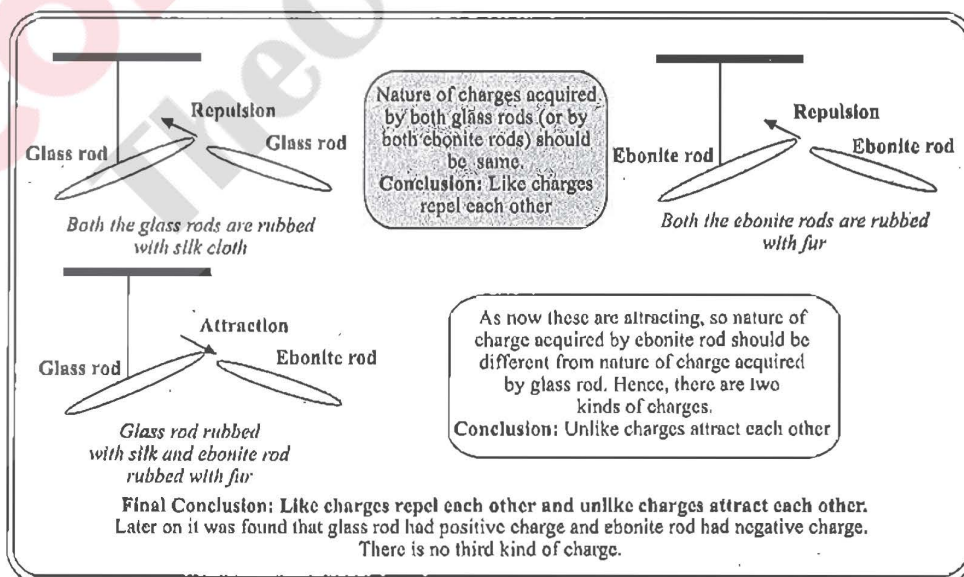 Repulsion
Glass rod
Glass rod
Both the glass rods are rubbed
with silk cloth
Nature of charges acquired
by both glass rods (or by
both ebonite rods) should
be same.
Conclusion: Like charges
repel each other
Repulsion
Ebonite rod
Ebonite rod
Both the ebonite rods are rubbed
with fur
Attraction
Glass rod
Ebonite rod
Glass rod rubbed
with silk and ebonite rod
rubbed with fur
As now these are attracting, so nature of
charge acquired by ebonite rod should be
different from nature of charge acquired
by glass rod. Hence, there are two
kinds of charges.
Conclusion: Unlike charges attract each other
Final Conclusion: Like charges repel each other and unlike charges attract each other.
Later on it was found that glass rod had positive charge and ebonite rod had negative charge.
There is no third kind of charge.